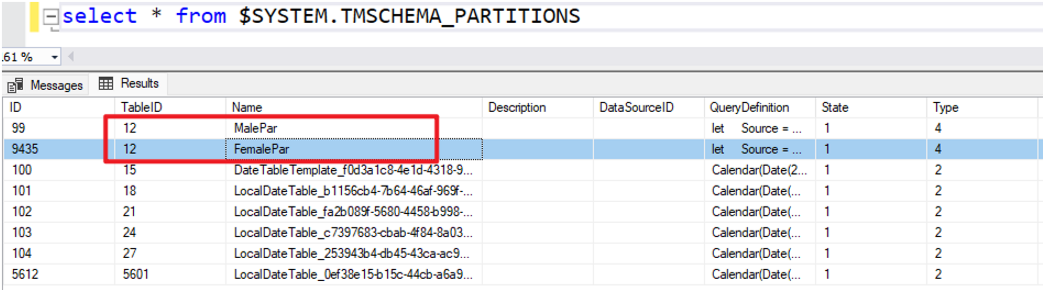 select * from $SYSTEM.TMSCHEMA_PARTITIONS
.61 %
Messages Results
ID TableID Name Description DataSourceID QueryDefinition State Type
99 12 MalePar let Source = ... 1 4
9435 12 FemalePar let Source = ... 1 4
100 15 DateTableTemplate_f0d3a1c8-4e1d-4318-9... Calendar(Date(2... 1 2
101 18 LocalDateTable_b1156cb4-7b64-46af-969f-... Calendar(Date(... 1 2
102 21 LocalDateTable_fa2b089f-5680-4458-b998-... Calendar(Date(... 1 2
103 24 LocalDateTable_c7397683-cbab-4f84-8a03... Calendar(Date(... 1 2
104 27 LocalDateTable_253943b4-db45-43ca-ac9... Calendar(Date(... 1 2
5612 5601 LocalDateTable_0ef38e15-b15c-44cb-a6a9... Calendar(Date(... 1 2